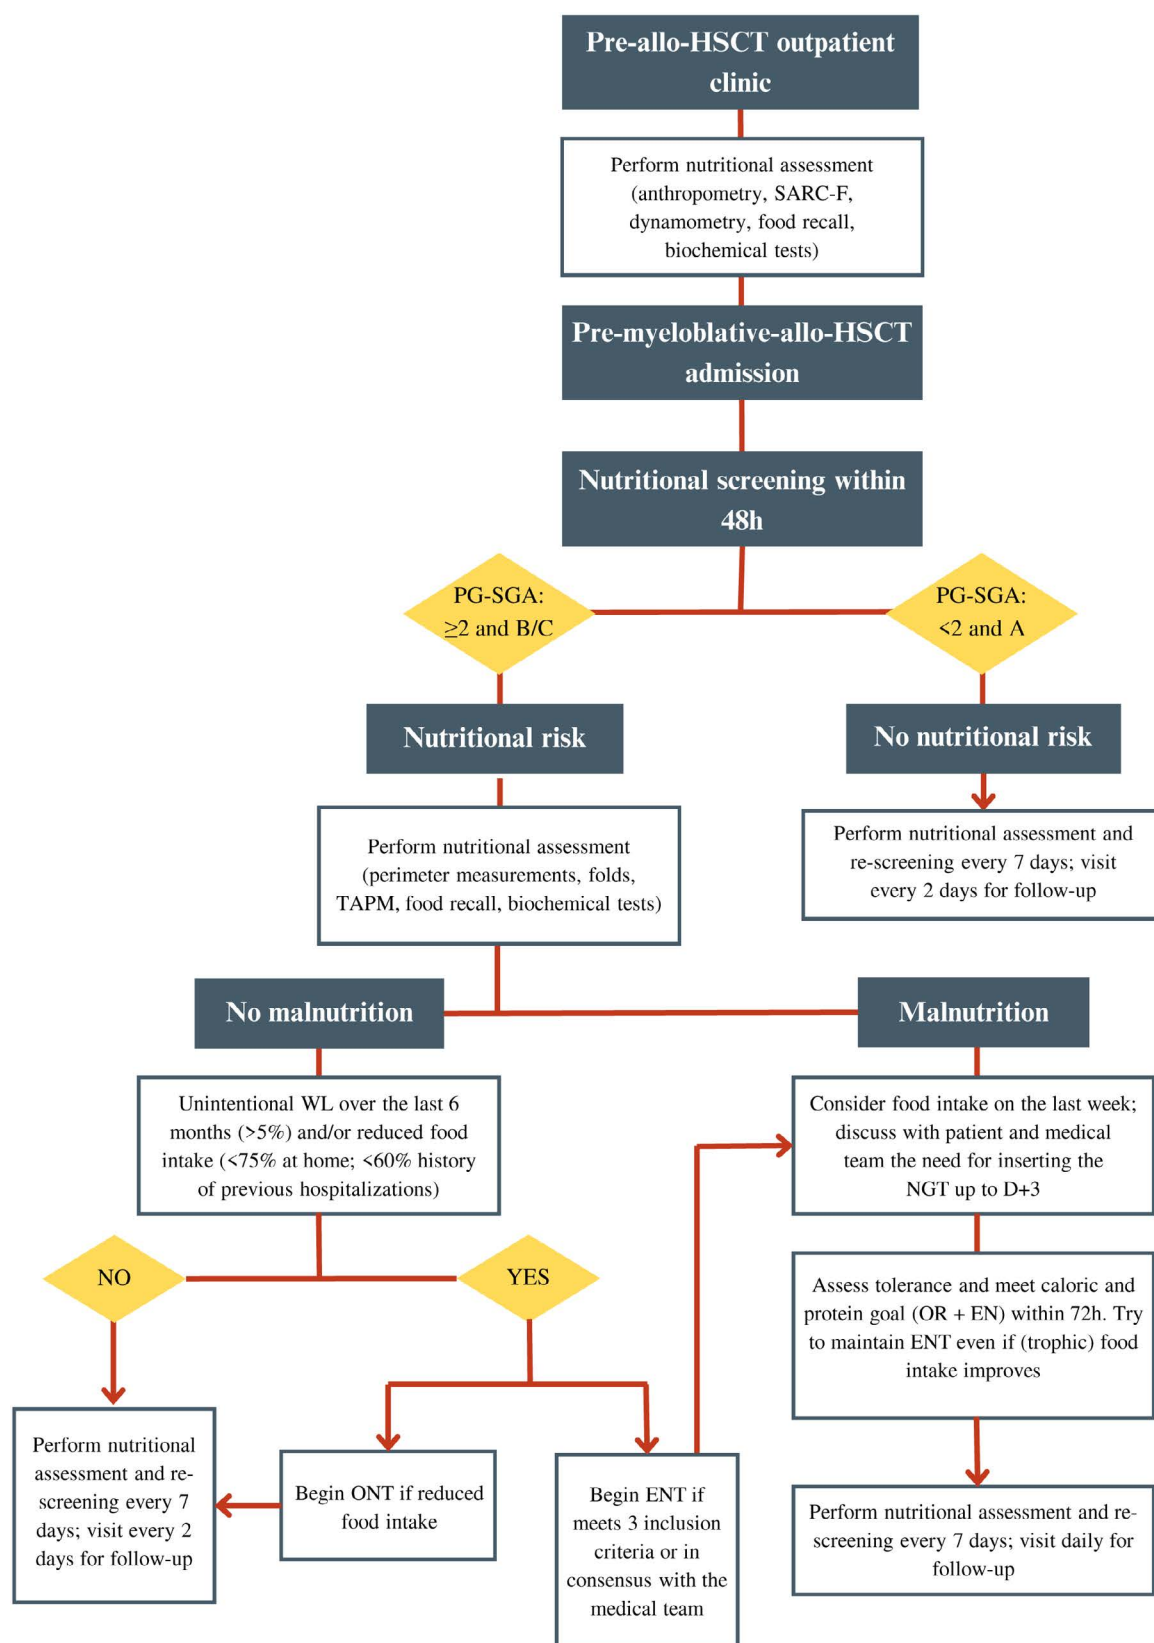 Pre-allo-HSCT outpatient
clinic
Perform nutritional assessment
(anthropometry, SARC-F,
dynamometry, food recall,
biochemical tests)
Pre-myeloblative-allo-HSCT
admission
Nutritional screening within
48h
PG-SGA:
≥2 and B/C
PG-SGA:
<2 and A
Nutritional risk
No nutritional risk
Perform nutritional assessment
(perimeter measurements, folds,
TAPM, food recall, biochemical tests)
Perform nutritional assessment and
re-screening every 7 days; visit
every 2 days for follow-up
No malnutrition
Malnutrition
Unintentional WL over the last 6
months (>5%) and/or reduced food
intake (<75% at home; <60% history
of previous hospitalizations)
Consider food intake on the last week;
discuss with patient and medical
team the need for inserting the
NGT up to D+3
NO
YES
Assess tolerance and meet caloric and
protein goal (OR + EN) within 72h. Try
to maintain ENT even if (trophic) food
intake improves
Perform nutritional
assessment and re-
screening every 7
days; visit every 2
days for follow-up
Begin ONT if reduced
food intake
Begin ENT if
meets 3 inclusion
criteria or in
consensus with the
medical team
Perform nutritional assessment and re-
screening every 7 days; visit daily for
follow-up